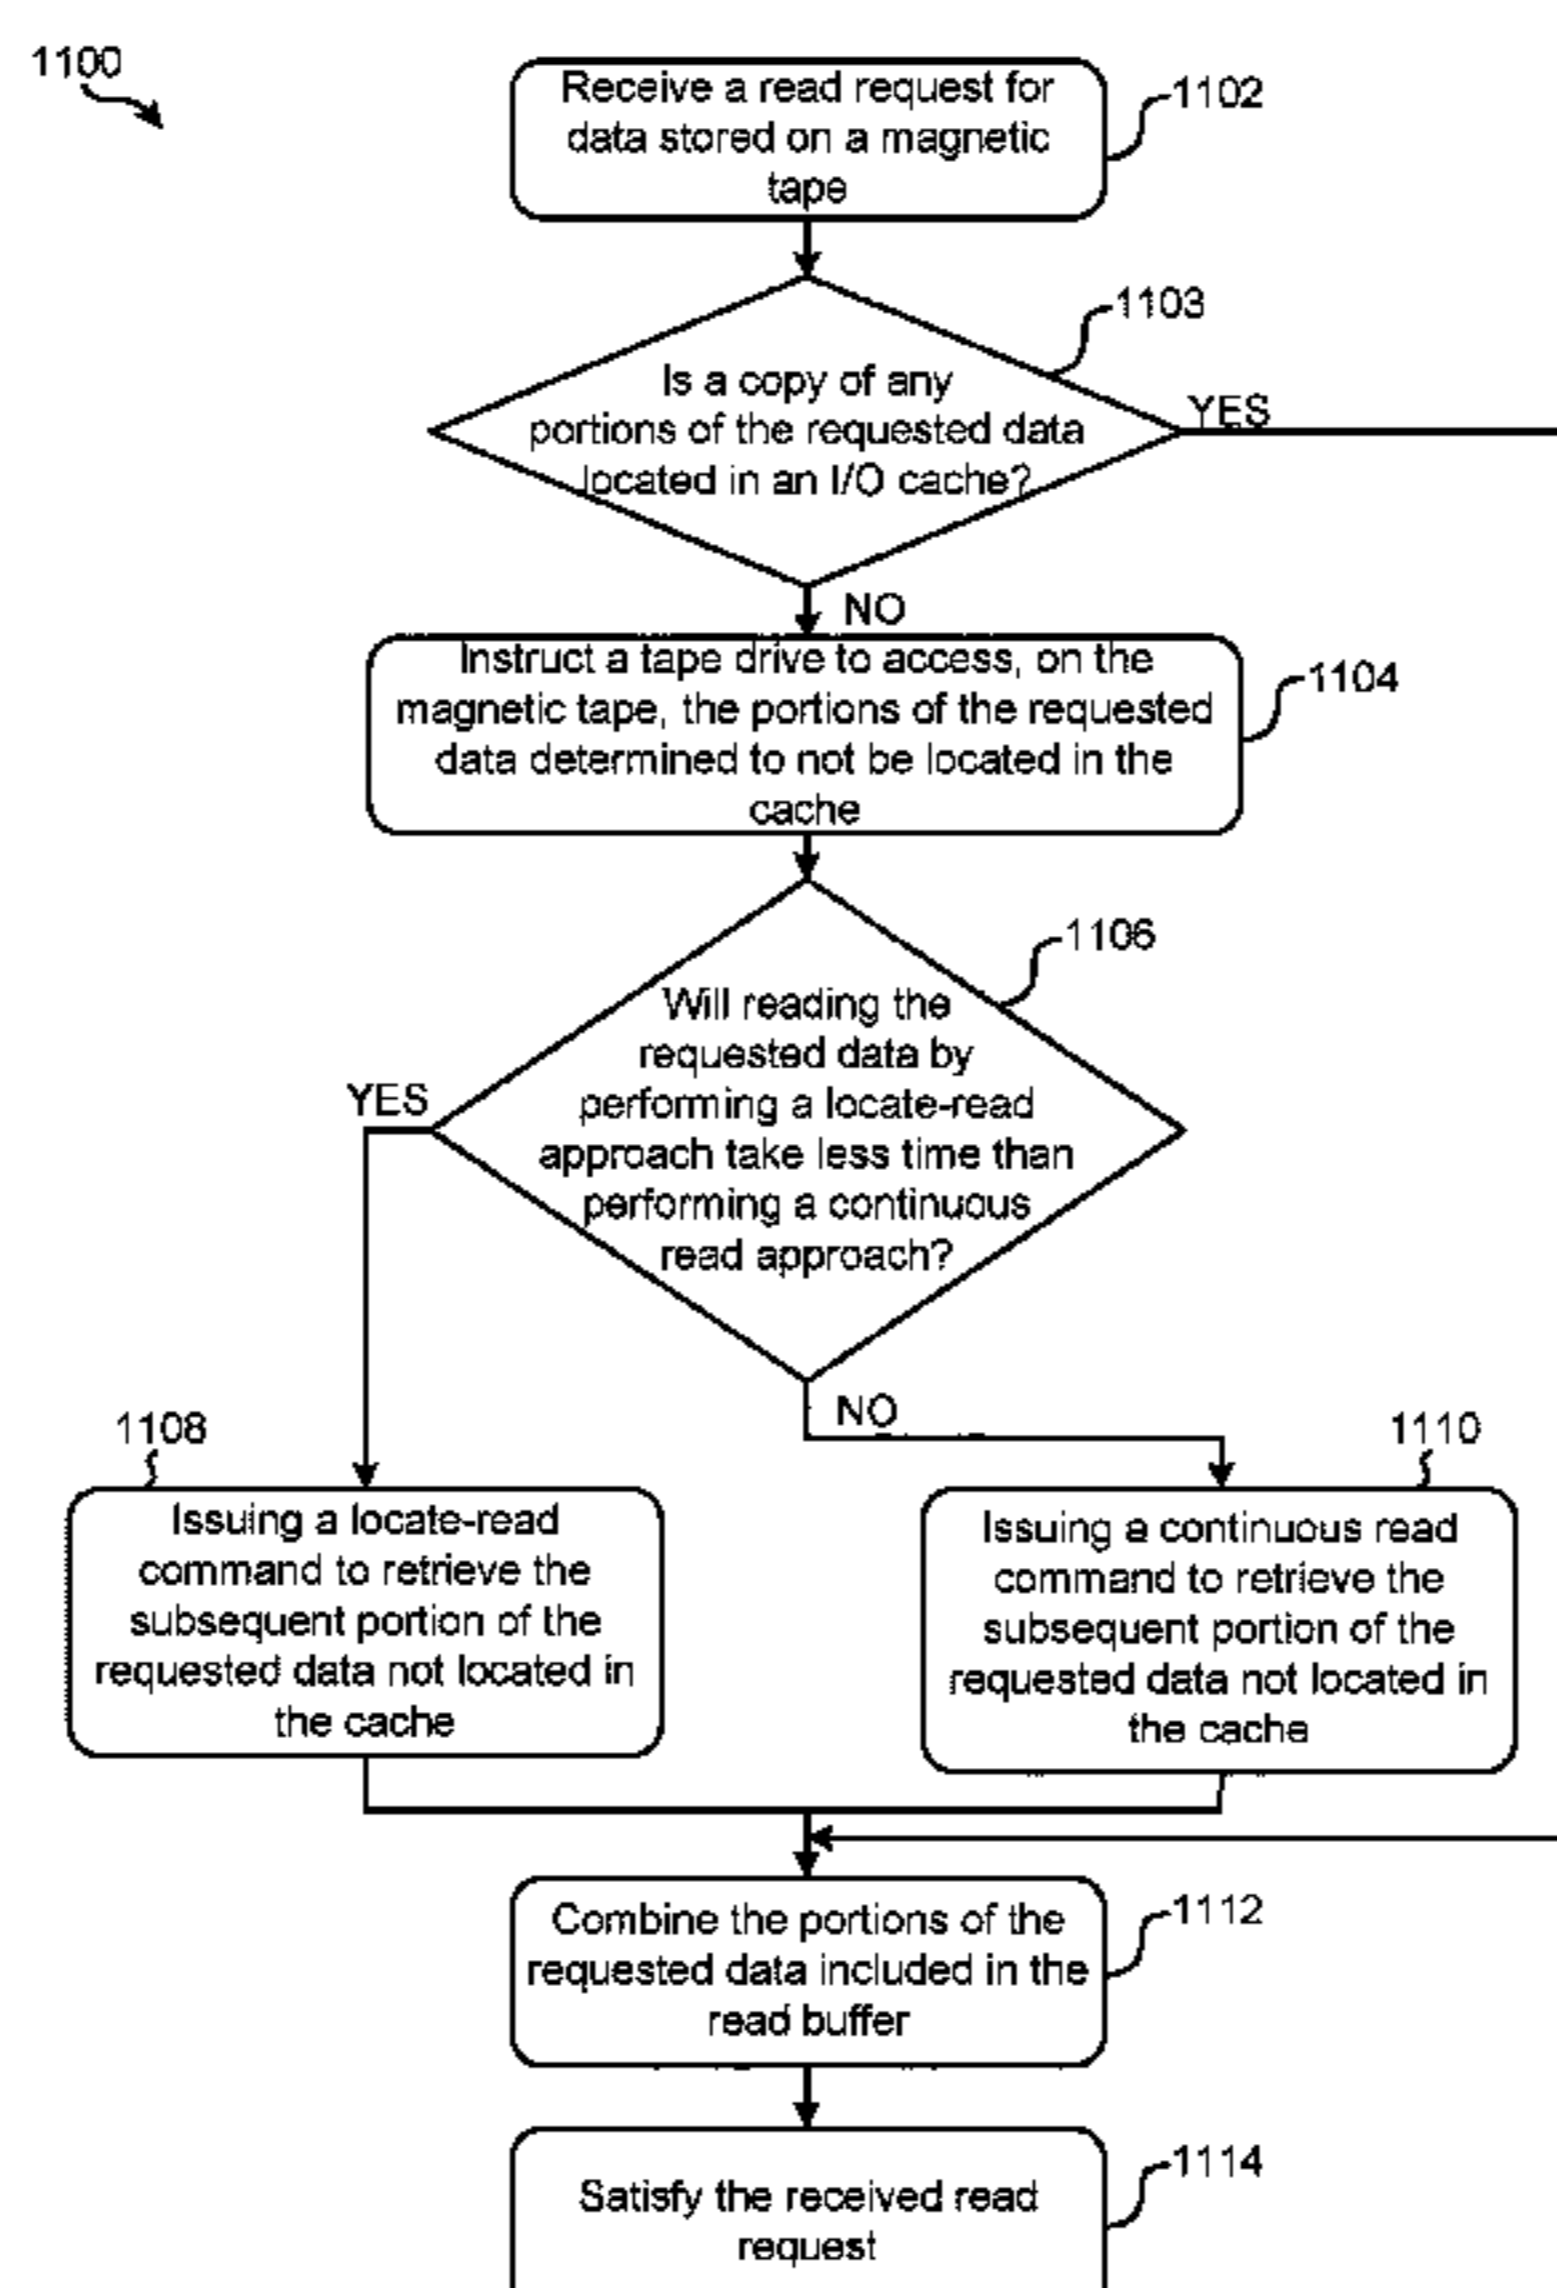 1100
Receive a read request for
data stored on a magnetic
tape
1102
1103
Is a copy of any
portions of the requested data
located in an I/O cache?
YES
NO
Instruct a tape drive to access, on the
magnetic tape, the portions of the requested
data determined to not be located in the
cache
1104
1106
Will reading the
requested data by
performing a locate-read
approach take less time than
performing a continuous
read approach?
YES
NO
1108
Issuing a locate-read
command to retrieve the
subsequent portion of the
requested data not located in
the cache
1110
Issuing a continuous read
command to retrieve the
subsequent portion of the
requested data not located in
the cache
Combine the portions of the
requested data included in the
read buffer
1112
Satisfy the received read
request
1114